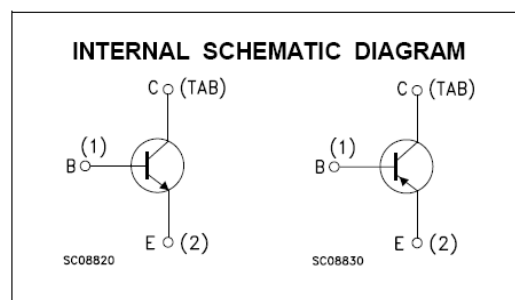 INTERNAL SCHEMATIC DIAGRAM
C (TAB) C (TAB)
(1) (1)
B B
E (2) E (2)
SC08820 SC08830